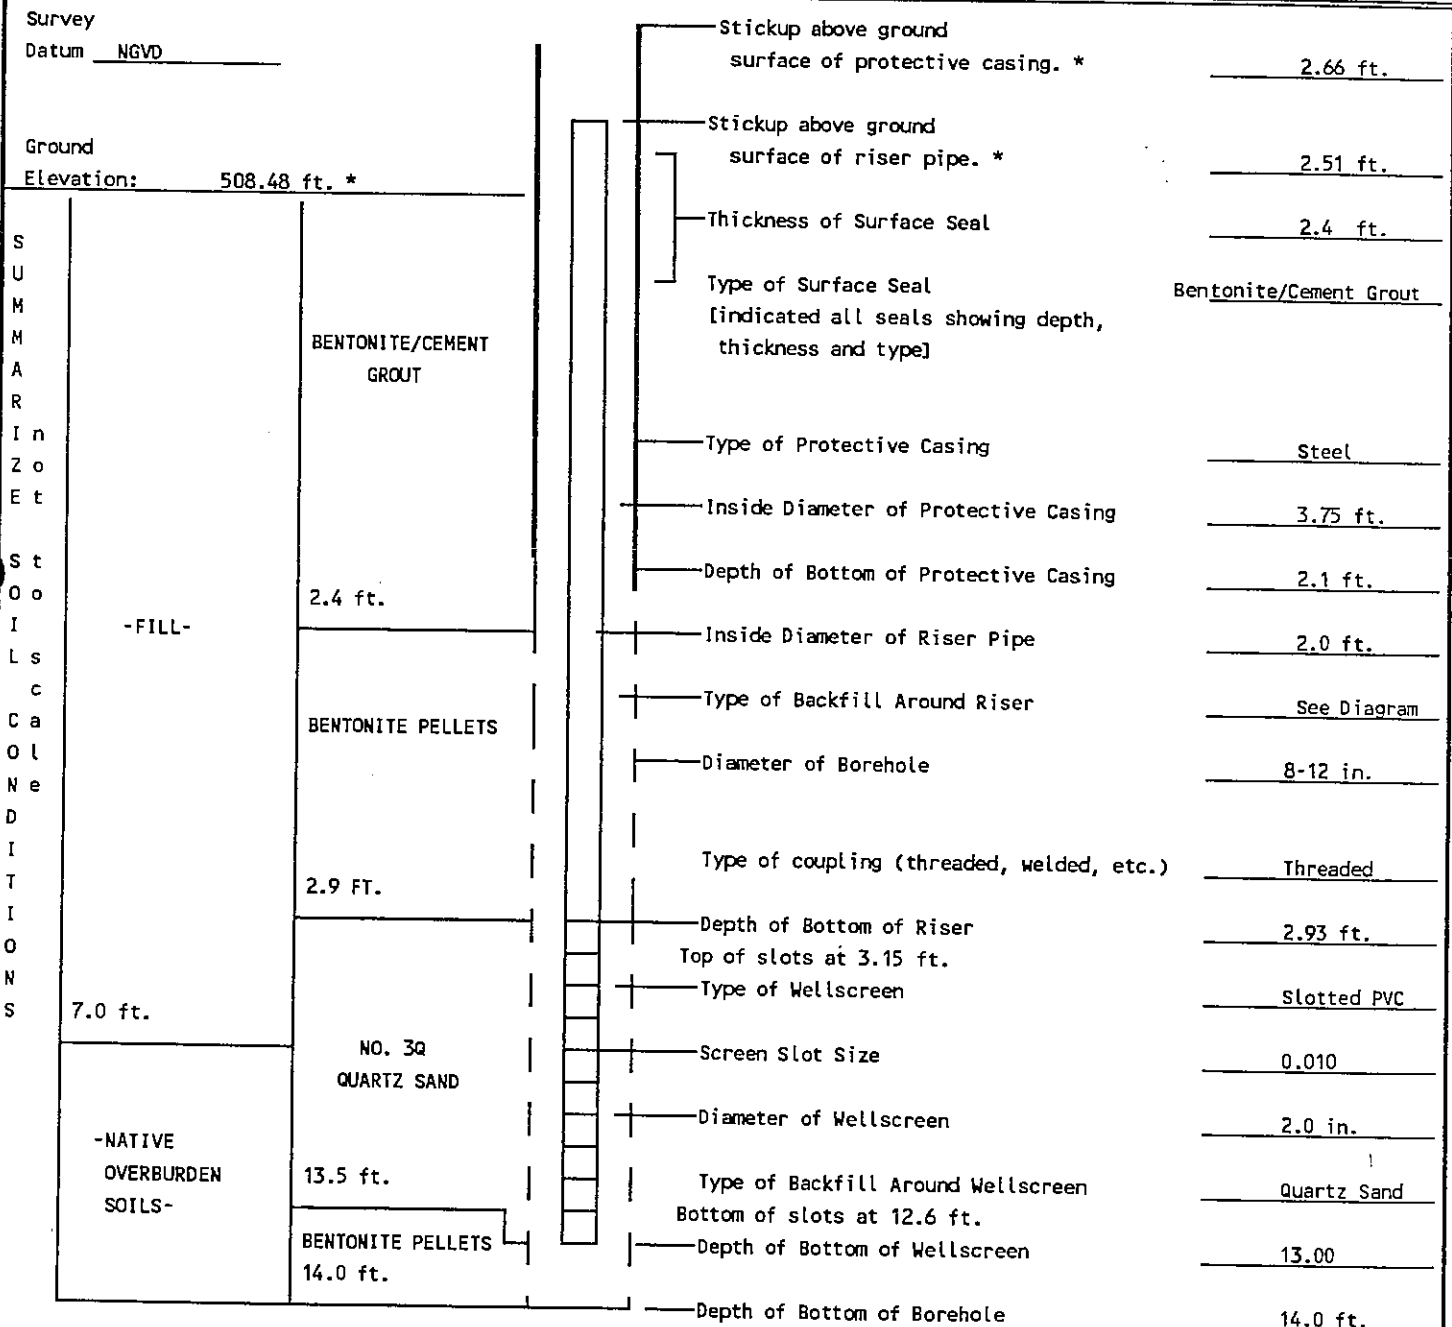 Survey
Datum NGVD
Ground
Elevation: 508.48 ft. *
SUMMARIZE SOIL CONDITIONS
not to scale
-FILL-
7.0 ft.
-NATIVE
OVERBURDEN
SOILS-
BENTONITE/CEMENT
GROUT
2.4 ft.
BENTONITE PELLETS
2.9 FT.
NO. 3Q
QUARTZ SAND
13.5 ft.
BENTONITE PELLETS
14.0 ft.
Stickup above ground
surface of protective casing. * 2.66 ft.
Stickup above ground
surface of riser pipe. * 2.51 ft.
Thickness of Surface Seal 2.4 ft.
Type of Surface Seal Bentonite/Cement Grout
[indicated all seals showing depth,
thickness and type]
Type of Protective Casing Steel
Inside Diameter of Protective Casing 3.75 ft.
Depth of Bottom of Protective Casing 2.1 ft.
Inside Diameter of Riser Pipe 2.0 ft.
Type of Backfill Around Riser See Diagram
Diameter of Borehole 8-12 in.
Type of coupling (threaded, welded, etc.) Threaded
Depth of Bottom of Riser 2.93 ft.
Top of slots at 3.15 ft.
Type of Wellscreen Slotted PVC
Screen Slot Size 0.010
Diameter of Wellscreen 2.0 in.
Type of Backfill Around Wellscreen Quartz Sand
Bottom of slots at 12.6 ft.
Depth of Bottom of Wellscreen 13.00
Depth of Bottom of Borehole 14.0 ft.